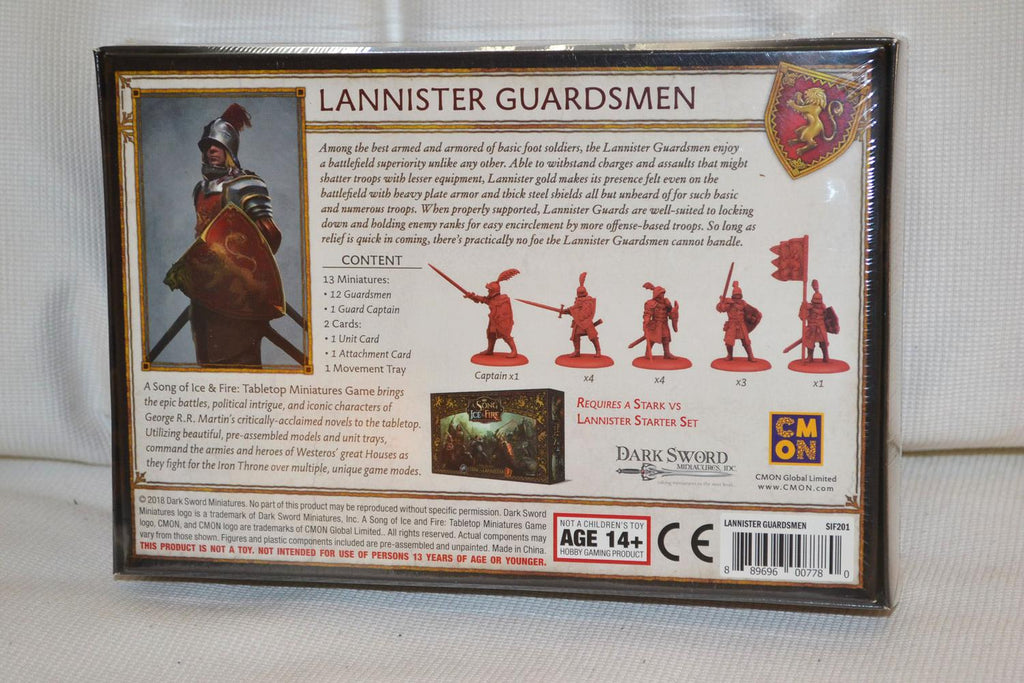 LANNISTER GUARDSMEN
Among the best armed and armored of basic foot soldiers, the Lannister Guardsmen enjoy
a battlefield superiority unlike any other. Able to withstand charges and assaults that might
shatter troops with lesser equipment, Lannister gold makes its presence felt even on the
battlefield with heavy plate armor and thick steel shields all but unheard of for such basic
and numerous troops. When properly supported, Lannister Guards are well-suited to locking
down and holding enemy ranks for easy encirclement by more offense-based troops. So long as
relief is quick in coming, there's practically no foe the Lannister Guardsmen cannot handle.
CONTENT
13 Miniatures:
• 12 Guardsmen
• 1 Guard Captain
2 Cards:
• 1 Unit Card
• 1 Attachment Card
1 Movement Tray
Captain x1
x4
x4
x3
x1
A Song of Ice & Fire: Tabletop Miniatures Game brings
the epic battles, political intrigue, and iconic characters of
George R.R. Martin's critically-acclaimed novels to the tabletop.
Utilizing beautiful, pre-assembled models and unit trays,
command the armies and heroes of Westeros' great Houses as
they fight for the Iron Throne over multiple, unique game modes.
SONG
ICE & FIRE
REQUIRES A STARK VS
LANNISTER STARTER SET
DARK SWORD
MINIATURES, INC.
taking miniatures to the next level...
CM
ON
CMON Global Limited
www.CMON.com
© 2018 Dark Sword Miniatures. No part of this product may be reproduced without specific permission. Dark Sword
Miniatures logo is a trademark of Dark Sword Miniatures, Inc. A Song of Ice and Fire: Tabletop Miniatures Game
logo, CMON, and CMON logo are trademarks of CMON Global Limited.. All rights reserved. Actual components may
vary from those shown. Figures and plastic components included are pre-assembled and unpainted. Made in China.
THIS PRODUCT IS NOT A TOY. NOT INTENDED FOR USE OF PERSONS 13 YEARS OF AGE OR YOUNGER.
NOT A CHILDREN'S TOY
AGE 14+
HOBBY GAMING PRODUCT
CE
LANNISTER GUARDSMEN SIF201
8 89696 00778 0